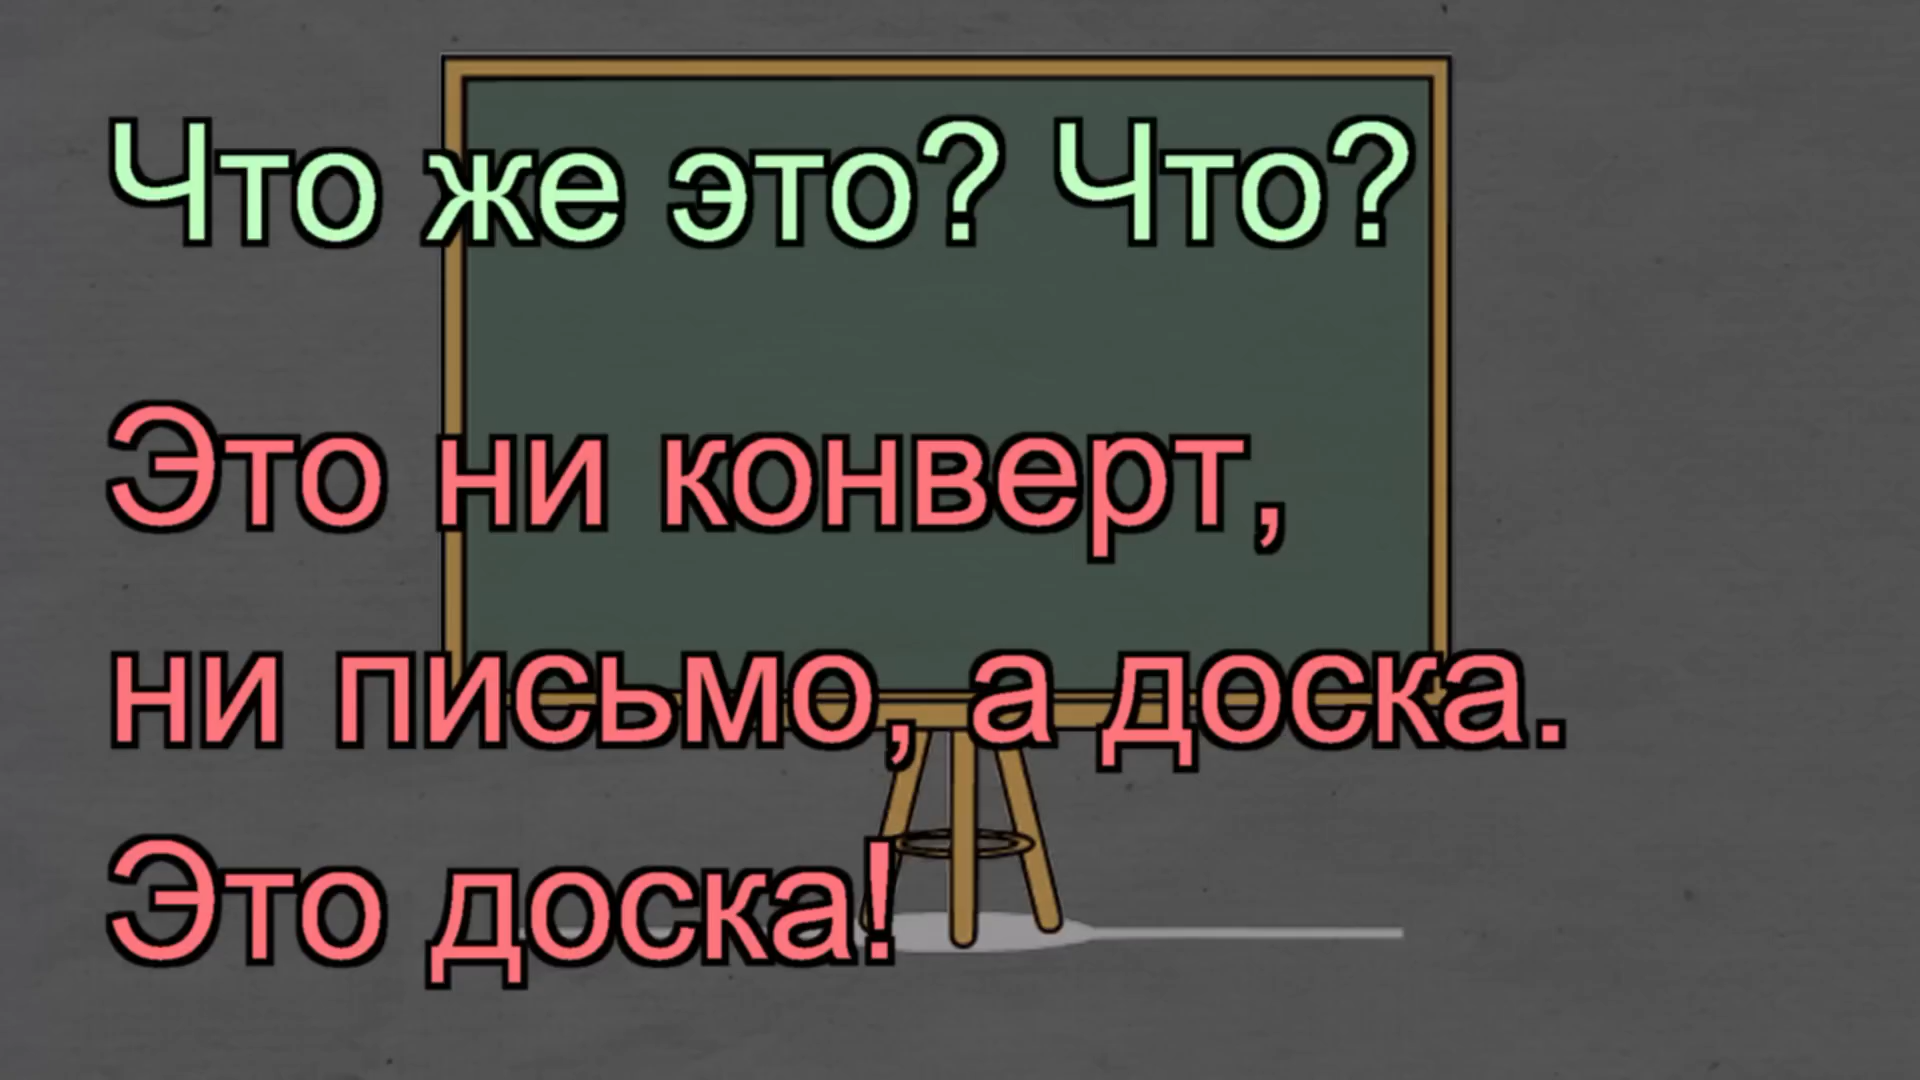 Что же это? Что?
Это ни конверт,
ни письмо, а доска.
Это доска!